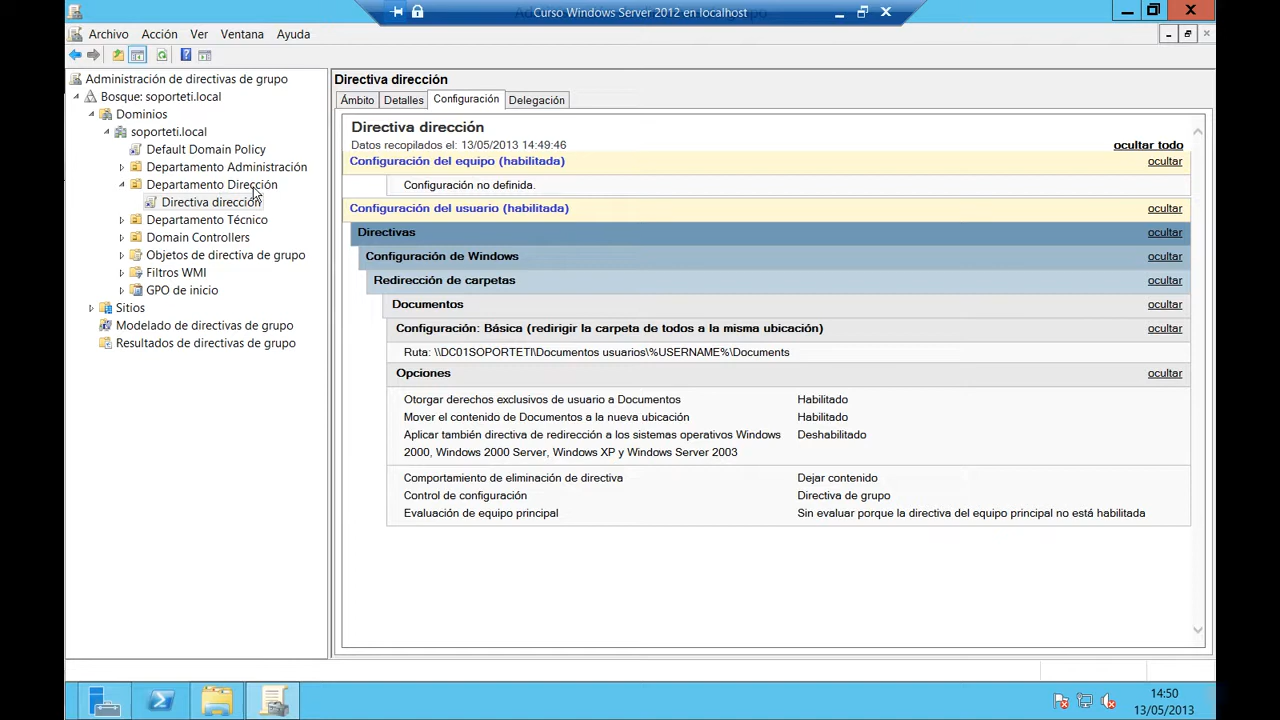 Curso Windows Server 2012 en localhost
Archivo Acción Ver Ventana Ayuda
Administración de directivas de grupo
Bosque: soporteti.local
Dominios
soporteti.local
Default Domain Policy
Departamento Administración
Departamento Dirección
Directiva dirección
Departamento Técnico
Domain Controllers
Objetos de directiva de grupo
Filtros WMI
GPO de inicio
Sitios
Modelado de directivas de grupo
Resultados de directivas de grupo
Directiva dirección
Ámbito Detalles Configuración Delegación
Directiva dirección
Datos recopilados el: 13/05/2013 14:49:46 ocultar todo
Configuración del equipo (habilitada) ocultar
Configuración no definida.
Configuración del usuario (habilitada) ocultar
Directivas ocultar
Configuración de Windows ocultar
Redirección de carpetas ocultar
Documentos ocultar
Configuración: Básica (redirigir la carpeta de todos a la misma ubicación) ocultar
Ruta: \\DC01SOPORTETI\Documentos usuarios\%USERNAME%\Documents
Opciones ocultar
Otorgar derechos exclusivos de usuario a Documentos Habilitado
Mover el contenido de Documentos a la nueva ubicación Habilitado
Aplicar también directiva de redirección a los sistemas operativos Windows Deshabilitado
2000, Windows 2000 Server, Windows XP y Windows Server 2003
Comportamiento de eliminación de directiva Dejar contenido
Control de configuración Directiva de grupo
Evaluación de equipo principal Sin evaluar porque la directiva del equipo principal no está habilitada
14:50
13/05/2013